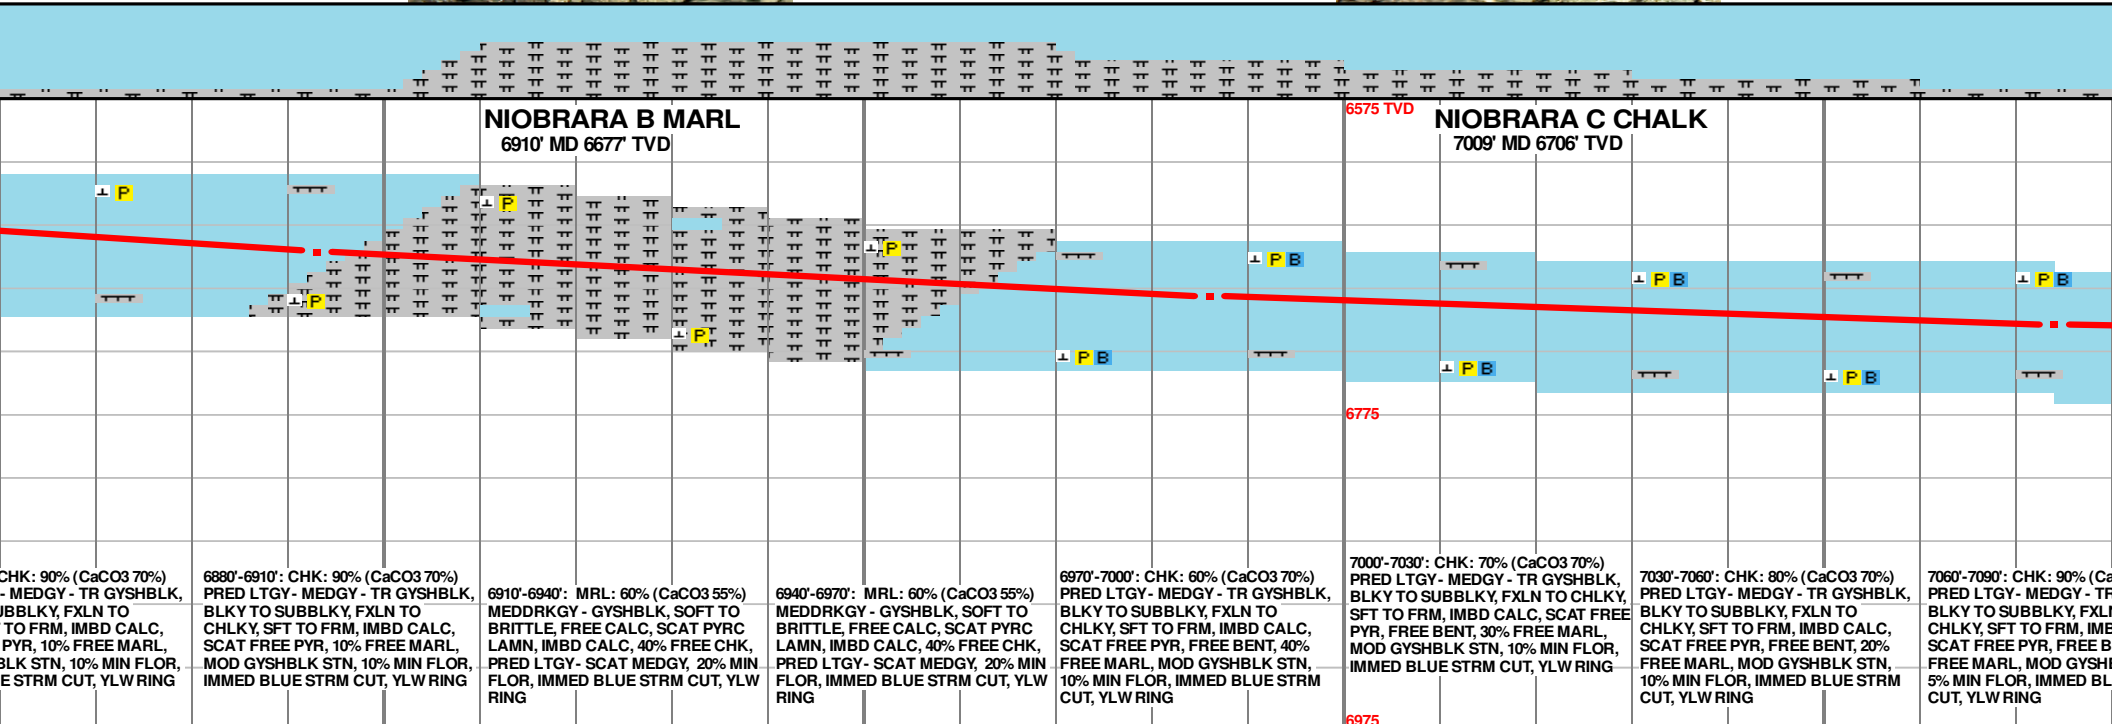 6575 TVD
NIOBRARA B MARL
6910' MD 6677' TVD
NIOBRARA C CHALK
7009' MD 6706' TVD
P
P
P
P
P
P B
P B
P B
P B
P B
P B
6775
CHK: 90% (CaCO3 70%)
- MEDGY - TR GYSHBLK,
UBBLKY, FXLN TO
TO FRM, IMBD CALC,
PYR, 10% FREE MARL,
BLK STN, 10% MIN FLOR,
E STRM CUT, YLW RING
6880'-6910': CHK: 90% (CaCO3 70%)
PRED LTGY - MEDGY - TR GYSHBLK,
BLKY TO SUBBLKY, FXLN TO
CHLKY, SFT TO FRM, IMBD CALC,
SCAT FREE PYR, 10% FREE MARL,
MOD GYSHBLK STN, 10% MIN FLOR,
IMMED BLUE STRM CUT, YLW RING
6910'-6940': MRL: 60% (CaCO3 55%)
MEDDRKGY - GYSHBLK, SOFT TO
BRITTLE, FREE CALC, SCAT PYRC
LAMN, IMBD CALC, 40% FREE CHK,
PRED LTGY - SCAT MEDGY, 20% MIN
FLOR, IMMED BLUE STRM CUT, YLW
RING
6940'-6970': MRL: 60% (CaCO3 55%)
MEDDRKGY - GYSHBLK, SOFT TO
BRITTLE, FREE CALC, SCAT PYRC
LAMN, IMBD CALC, 40% FREE CHK,
PRED LTGY - SCAT MEDGY, 20% MIN
FLOR, IMMED BLUE STRM CUT, YLW
RING
6970'-7000': CHK: 60% (CaCO3 70%)
PRED LTGY - MEDGY - TR GYSHBLK,
BLKY TO SUBBLKY, FXLN TO
CHLKY, SFT TO FRM, IMBD CALC,
SCAT FREE PYR, FREE BENT, 40%
FREE MARL, MOD GYSHBLK STN,
10% MIN FLOR, IMMED BLUE STRM
CUT, YLW RING
7000'-7030': CHK: 70% (CaCO3 70%)
PRED LTGY - MEDGY - TR GYSHBLK,
BLKY TO SUBBLKY, FXLN TO CHLKY,
SFT TO FRM, IMBD CALC, SCAT FREE
PYR, FREE BENT, 30% FREE MARL,
MOD GYSHBLK STN, 10% MIN FLOR,
IMMED BLUE STRM CUT, YLW RING
7030'-7060': CHK: 80% (CaCO3 70%)
PRED LTGY - MEDGY - TR GYSHBLK,
BLKY TO SUBBLKY, FXLN TO
CHLKY, SFT TO FRM, IMBD CALC,
SCAT FREE PYR, FREE BENT, 20%
FREE MARL, MOD GYSHBLK STN,
10% MIN FLOR, IMMED BLUE STRM
CUT, YLW RING
7060'-7090': CHK: 90% (Ca
PRED LTGY - MEDGY - TR
BLKY TO SUBBLKY, FXLN
CHLKY, SFT TO FRM, IMB
SCAT FREE PYR, FREE B
FREE MARL, MOD GYSH
5% MIN FLOR, IMMED BL
CUT, YLW RING
6975